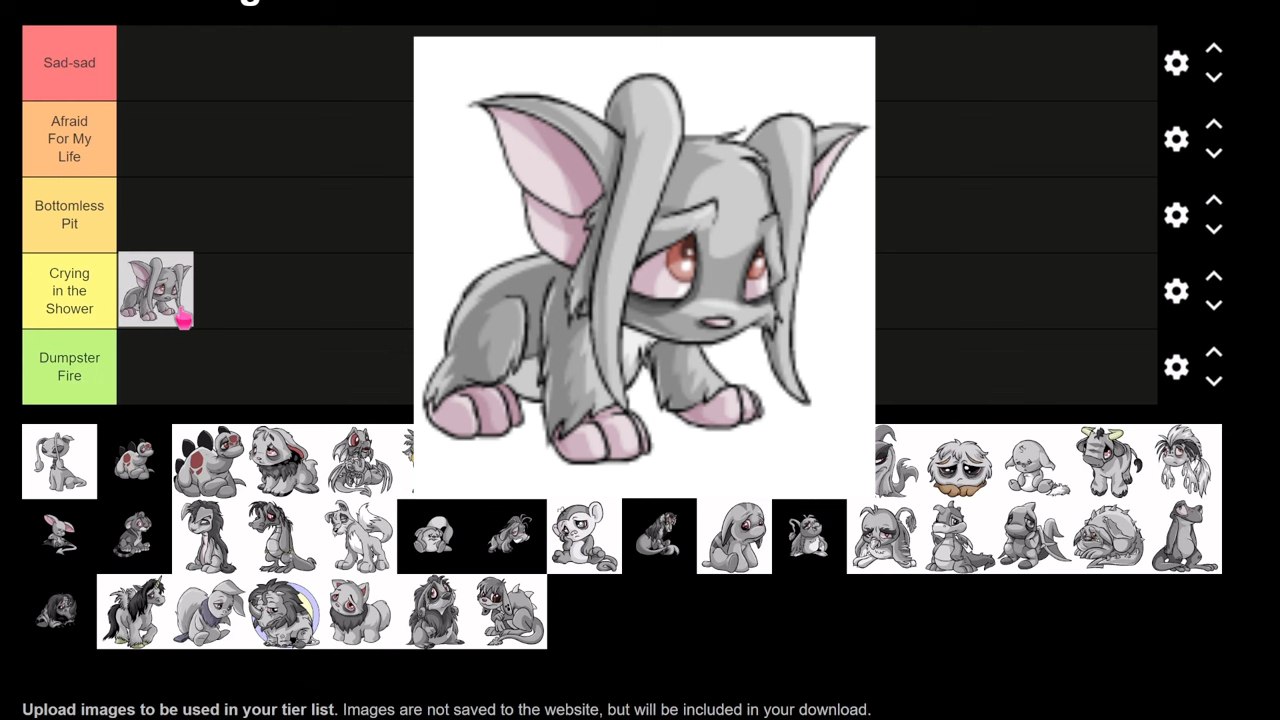 Sad-sad
Afraid
For My
Life
Bottomless
Pit
Crying
in the
Shower
Dumpster
Fire
Upload images to be used in your tier list. Images are not saved to the website, but will be included in your download.